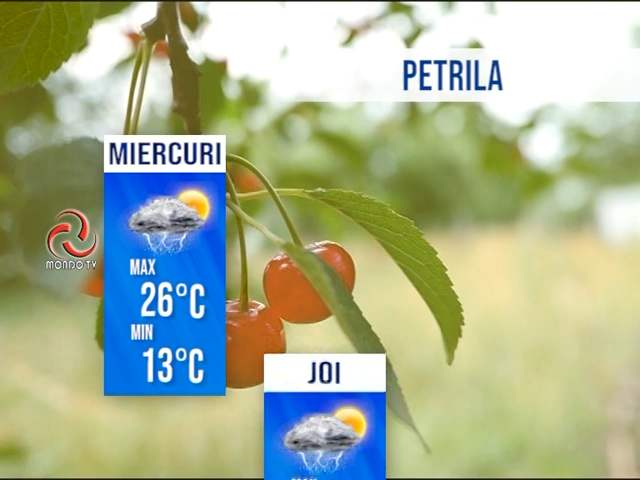 PETRILA
MIERCURI
MONDO TV
MAX
26°C
MIN
13°C
JOI